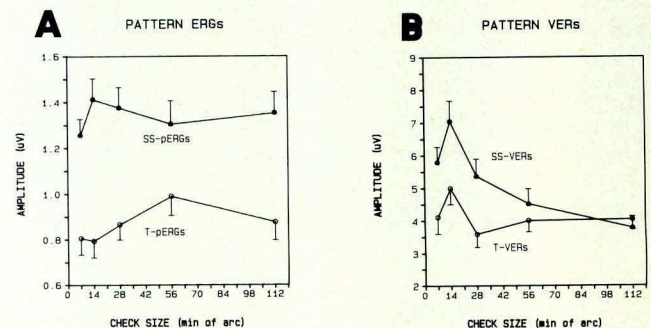 A PATTERN ERGs
1.6
1.4
1.2
1.0
0.8
0.6
AMPLITUDE (uV)
SS-pERGs
T-pERGs
0 14 28 42 56 70 84 98 112
CHECK SIZE (min of arc)
B PATTERN VERs
9
8
7
6
5
4
3
2
AMPLITUDE (uV)
SS-VERs
T-VERs
0 14 28 42 56 70 84 98 112
CHECK SIZE (min of arc)